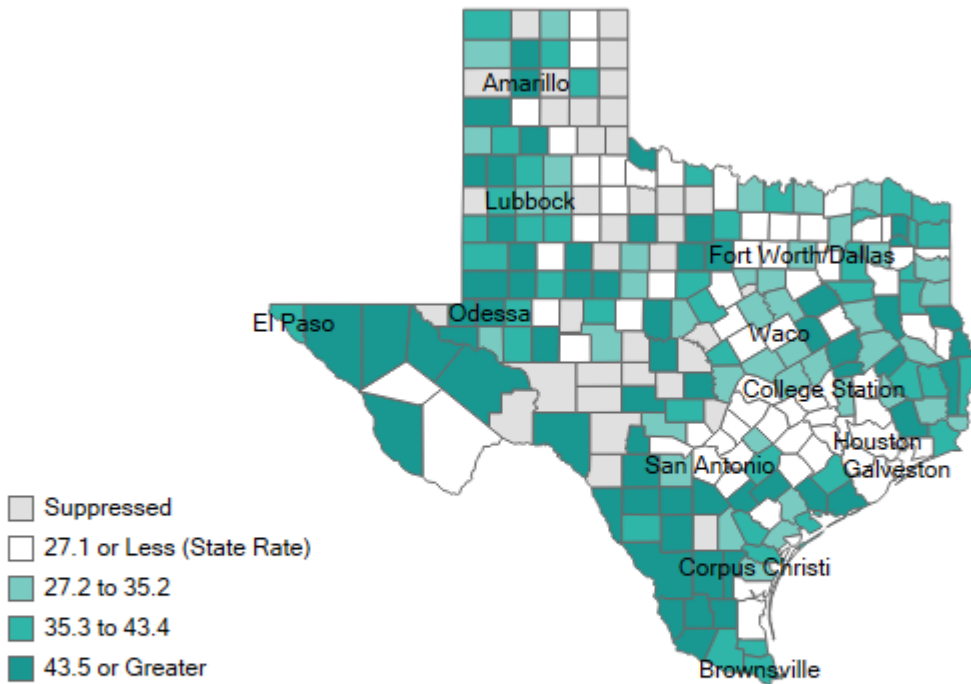 Amarillo
Lubbock
Fort Worth/Dallas
El Paso
Odessa
Waco
College Station
Houston
San Antonio
Galveston
Corpus Christi
Brownsville
Suppressed
27.1 or Less (State Rate)
27.2 to 35.2
35.3 to 43.4
43.5 or Greater